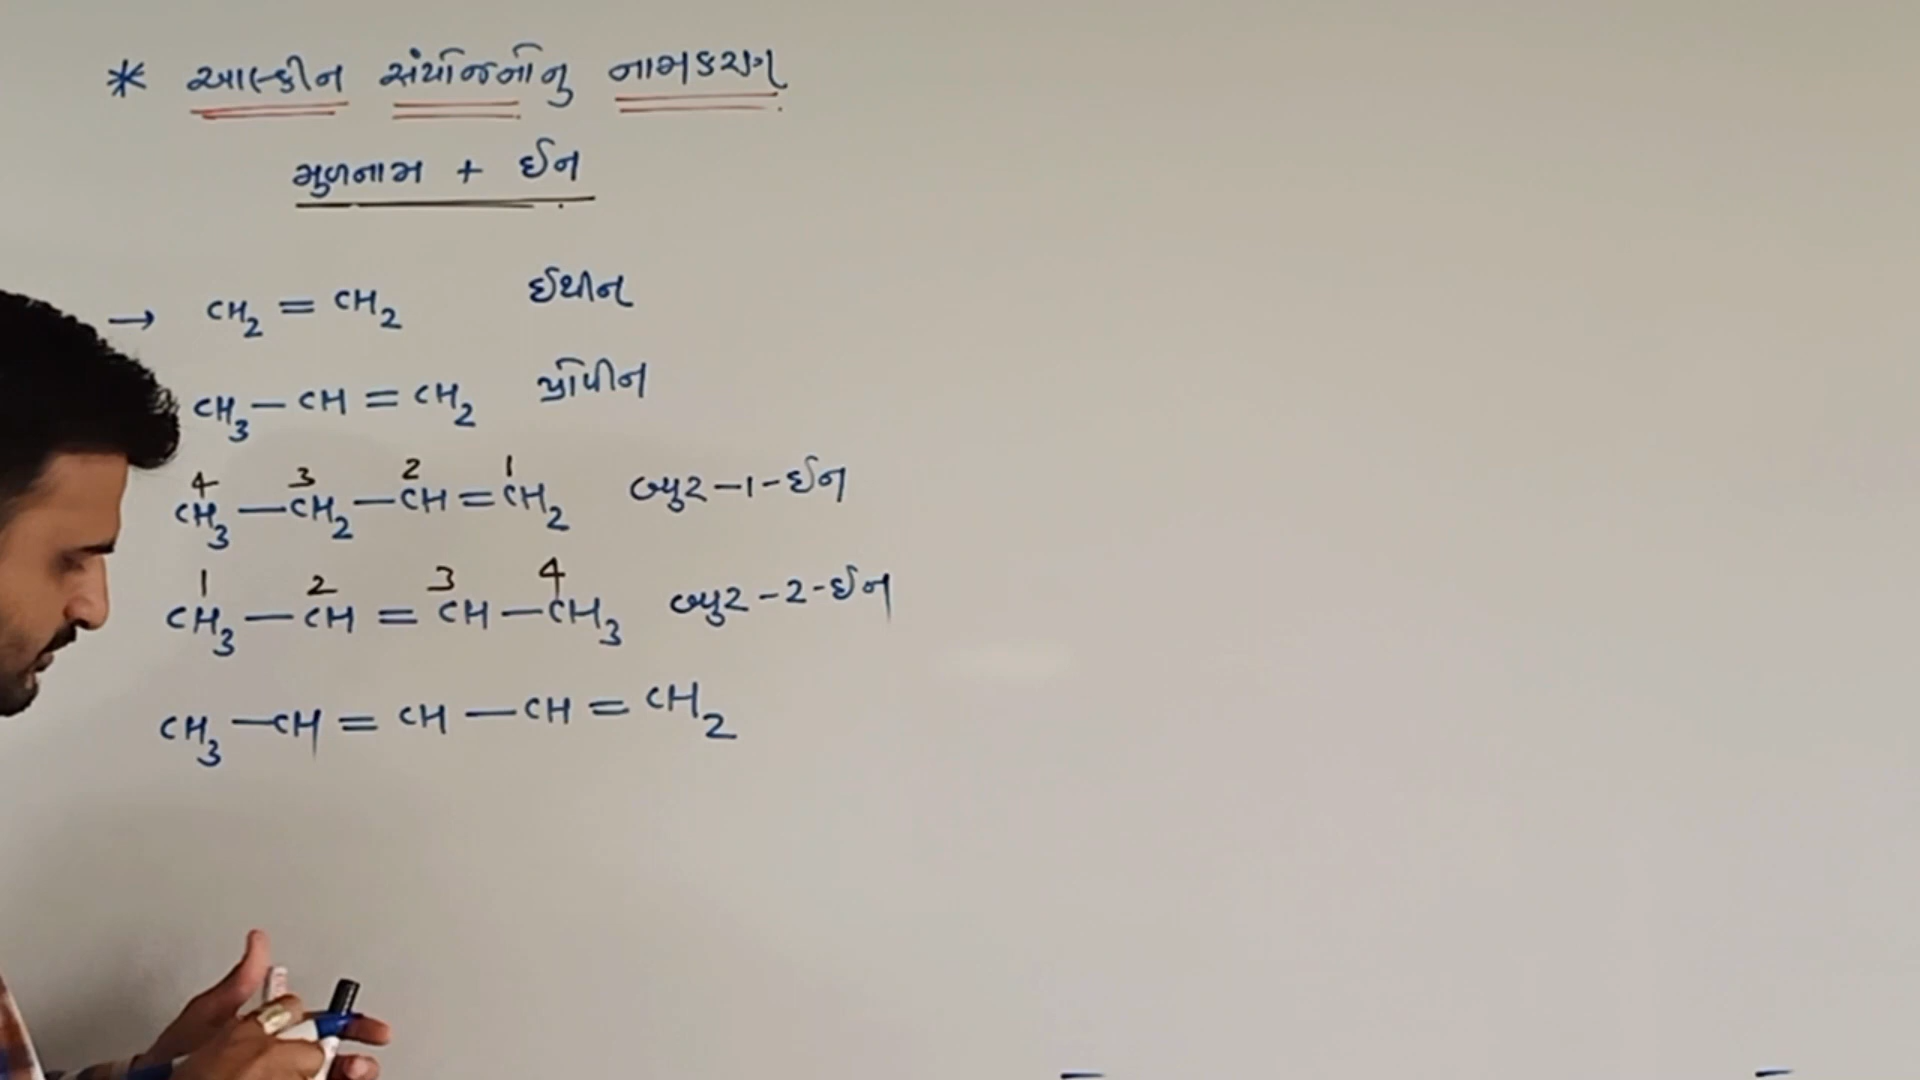 * આલ્કીન સંયોજનોનુ નામકરણ
મુળનામ + ઈન
→ CH₂ = CH₂ ઈથીન
CH₃ — CH = CH₂ પ્રોપીન
4 3 2 1
CH₃ — CH₂ — CH = CH₂ બ્યુટ - 1 - ઈન
1 2 3 4
CH₃ — CH = CH — CH₃ બ્યુટ - 2 - ઈન
CH₃ — CH = CH — CH = CH₂